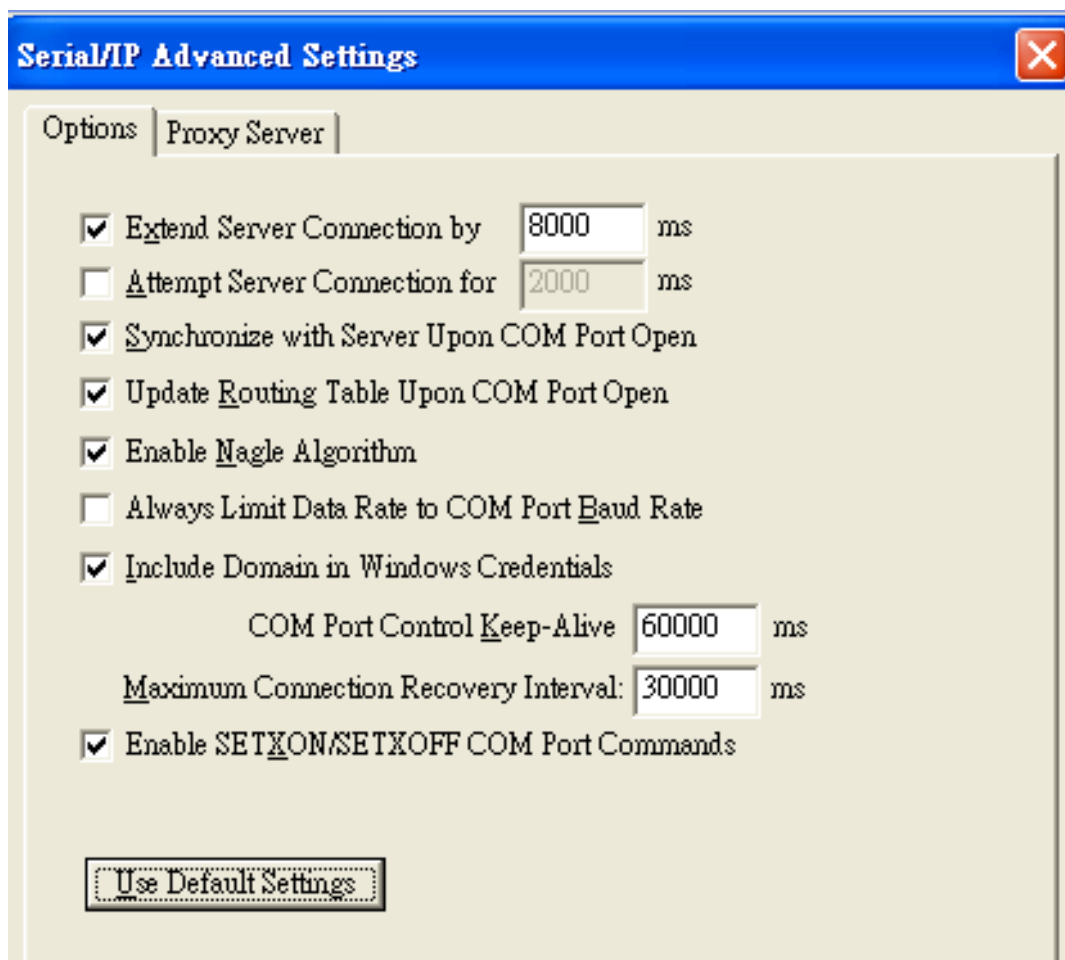 Serial/IP Advanced Settings
Options Proxy Server
Extend Server Connection by 8000 ms
Attempt Server Connection for 2000 ms
Synchronize with Server Upon COM Port Open
Update Routing Table Upon COM Port Open
Enable Nagle Algorithm
Always Limit Data Rate to COM Port Baud Rate
Include Domain in Windows Credentials
COM Port Control Keep-Alive 60000 ms
Maximum Connection Recovery Interval: 30000 ms
Enable SETXON/SETXOFF COM Port Commands
Use Default Settings